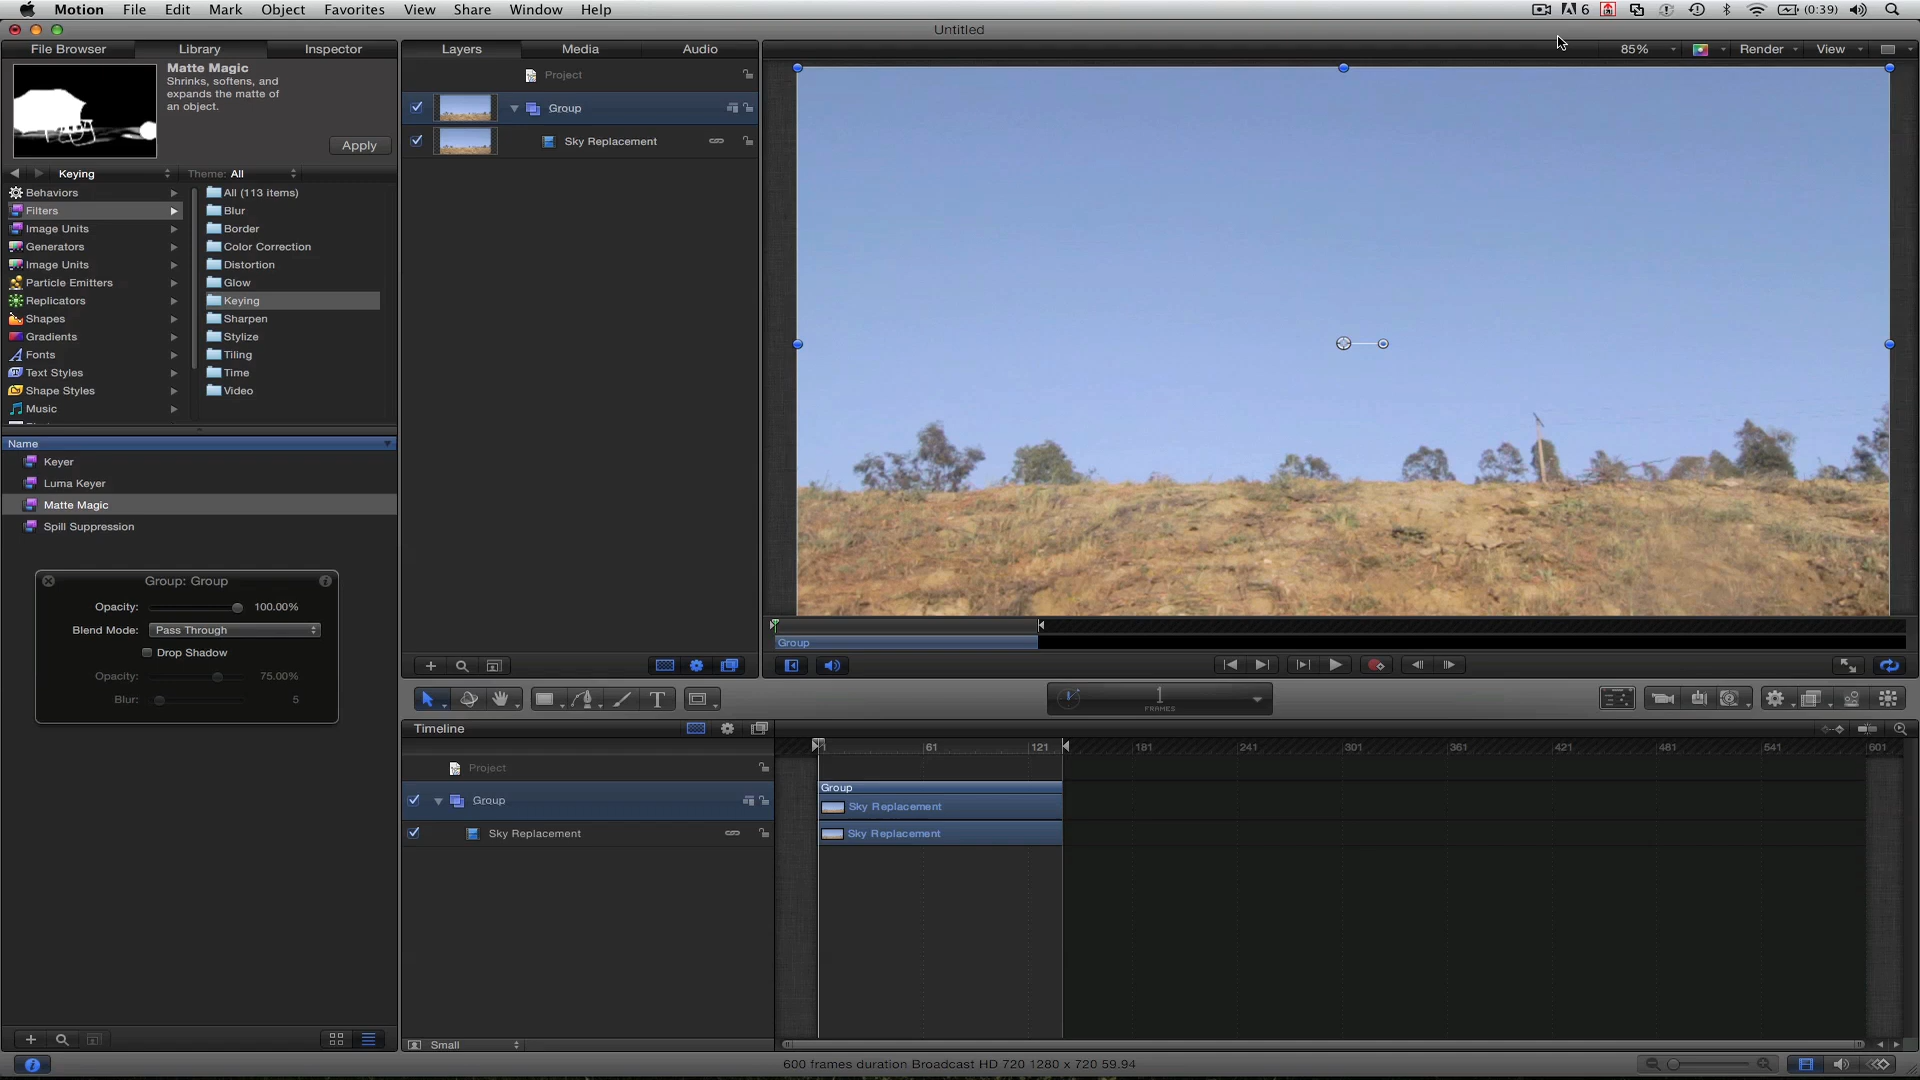 Motion File Edit Mark Object Favorites View Share Window Help 6 (0:39)
Untitled
File Browser Library Inspector Layers Media Audio 85% Render View
Matte Magic
Shrinks, softens, and
expands the matte of
an object.
Apply
Project
Group
Sky Replacement
Keying Theme: All
Behaviors
Filters
Image Units
Generators
Image Units
Particle Emitters
Replicators
Shapes
Gradients
Fonts
Text Styles
Shape Styles
Music
All (113 items)
Blur
Border
Color Correction
Distortion
Glow
Keying
Sharpen
Stylize
Tiling
Time
Video
Name
Keyer
Luma Keyer
Matte Magic
Spill Suppression
Group: Group
Opacity: 100.00%
Blend Mode: Pass Through
Drop Shadow
Opacity: 75.00%
Blur: 5
Group
1
FRAMES
Timeline
1 61 121 181 241 301 361 421 481 541 601
Project
Group
Sky Replacement
Group
Sky Replacement
Sky Replacement
Small
600 frames duration Broadcast HD 720 1280 x 720 59.94